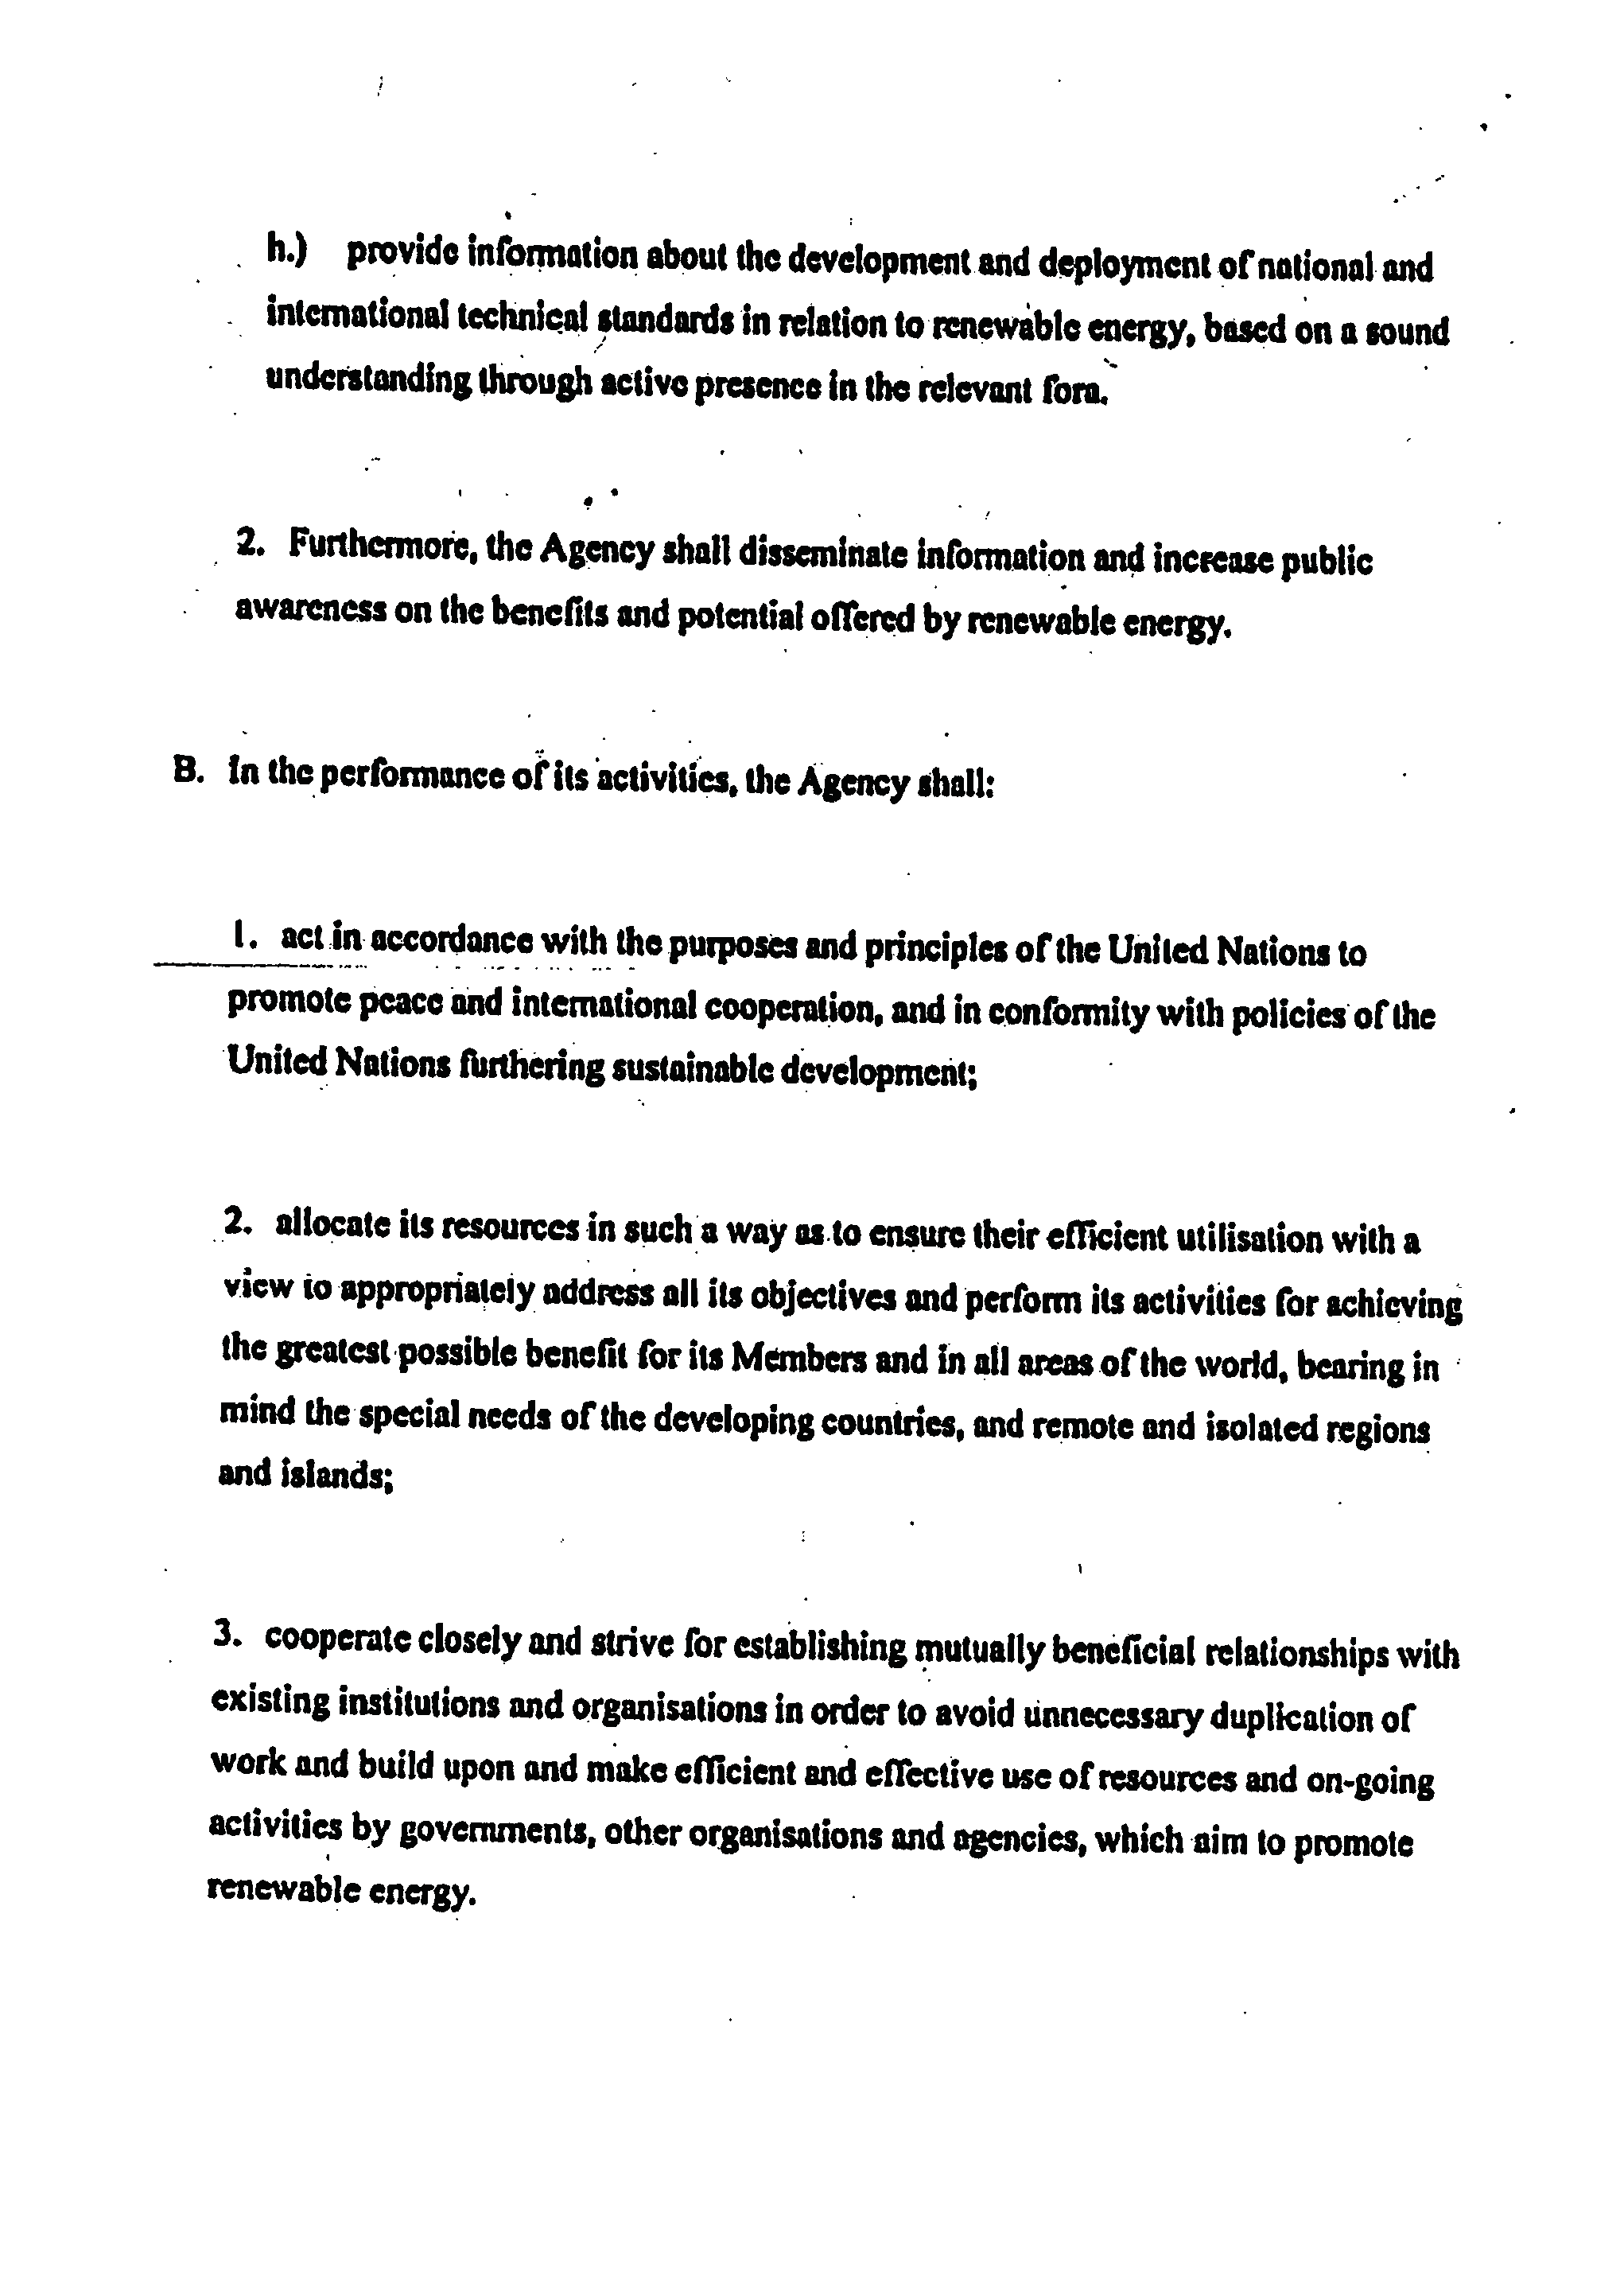 h.) provide information about the development and deployment of national and
international technical standards in relation to renewable energy, based on a sound
understanding through active presence in the relevant fora.
2. Furthermore, the Agency shall disseminate information and increase public
awareness on the benefits and potential offered by renewable energy.
B. In the performance of its activities, the Agency shall:
1. act in accordance with the purposes and principles of the United Nations to
promote peace and international cooperation, and in conformity with policies of the
United Nations furthering sustainable development;
2. allocate its resources in such a way as to ensure their efficient utilisation with a
view to appropriately address all its objectives and perform its activities for achieving
the greatest possible benefit for its Members and in all areas of the world, bearing in
mind the special needs of the developing countries, and remote and isolated regions
and islands;
3. cooperate closely and strive for establishing mutually beneficial relationships with
existing institutions and organisations in order to avoid unnecessary duplication of
work and build upon and make efficient and effective use of resources and on-going
activities by governments, other organisations and agencies, which aim to promote
renewable energy.